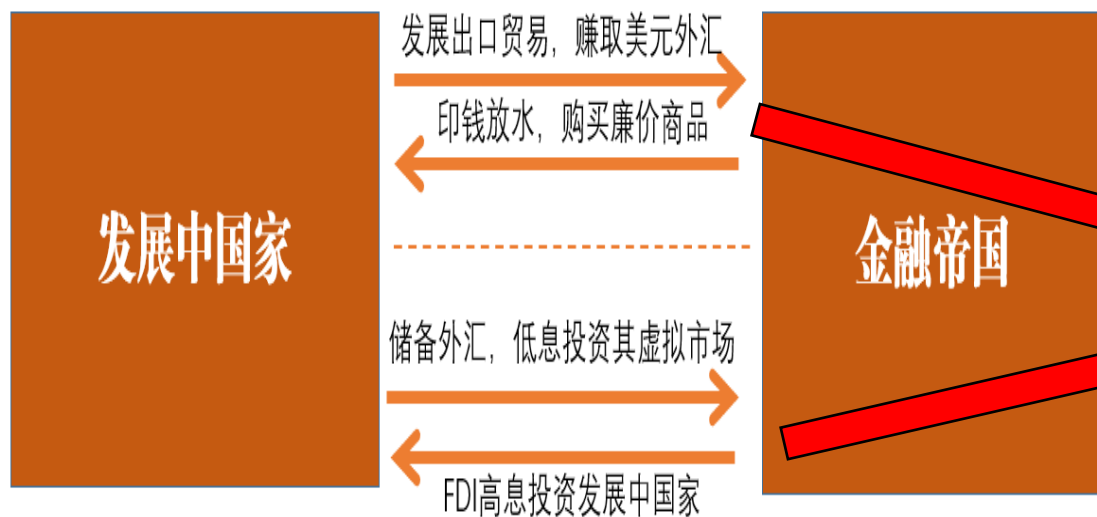 发展出口贸易，赚取美元外汇
印钱放水，购买廉价商品
发展中国家
金融帝国
储备外汇，低息投资其虚拟市场
FDI高息投资发展中国家